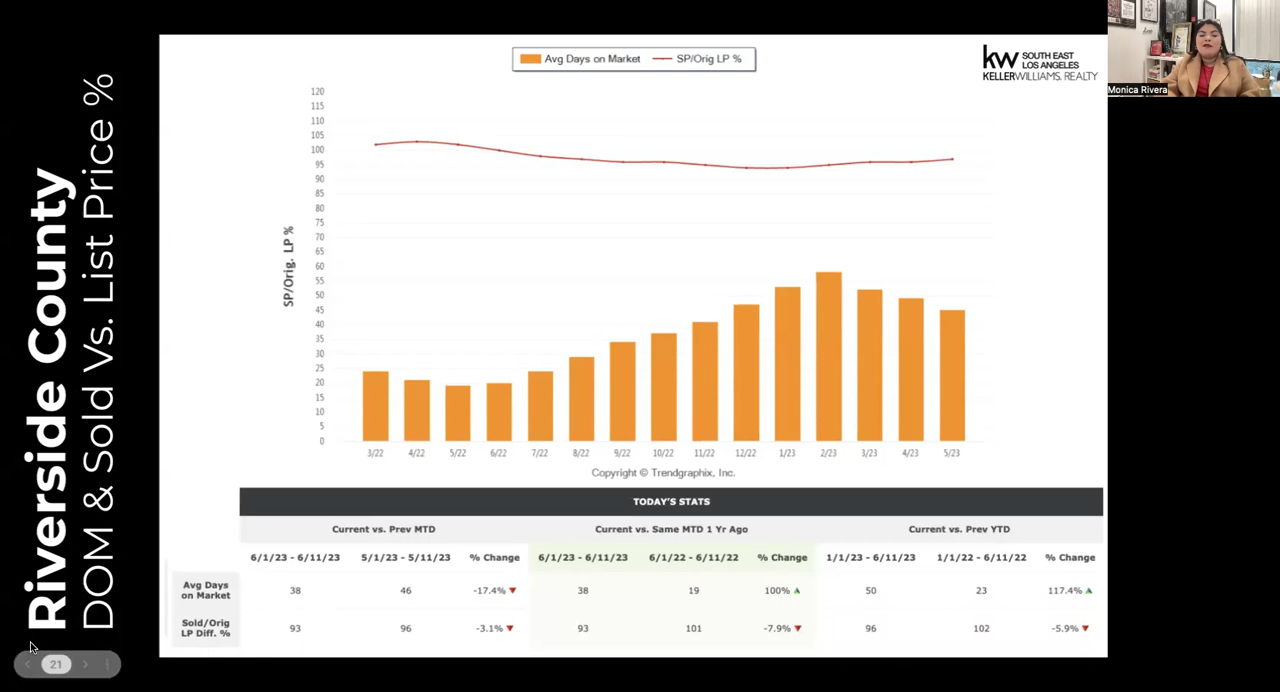 Riverside County
DOM & Sold Vs. List Price %
Avg Days on Market
SP/Orig LP %
kw SOUTH EAST
LOS ANGELES
KELLERWILLIAMS. REALTY
Monica Rivera
SP/Orig. LP %
120
115
110
105
100
95
90
85
80
75
70
65
60
55
50
45
40
35
30
25
20
15
10
5
0
3/22 4/22 5/22 6/22 7/22 8/22 9/22 10/22 11/22 12/22 1/23 2/23 3/23 4/23 5/23
Copyright © Trendgraphix, Inc.
TODAY'S STATS
Current vs. Prev MTD Current vs. Same MTD 1 Yr Ago Current vs. Prev YTD
6/1/23 - 6/11/23 5/1/23 - 5/11/23 % Change 6/1/23 - 6/11/23 6/1/22 - 6/11/22 % Change 1/1/23 - 6/11/23 1/1/22 - 6/11/22 % Change
Avg Days
on Market
38 46 -17.4% 38 19 100% 50 23 117.4%
Sold/Orig
LP Diff. %
93 96 -3.1% 93 101 -7.9% 96 102 -5.9%
21